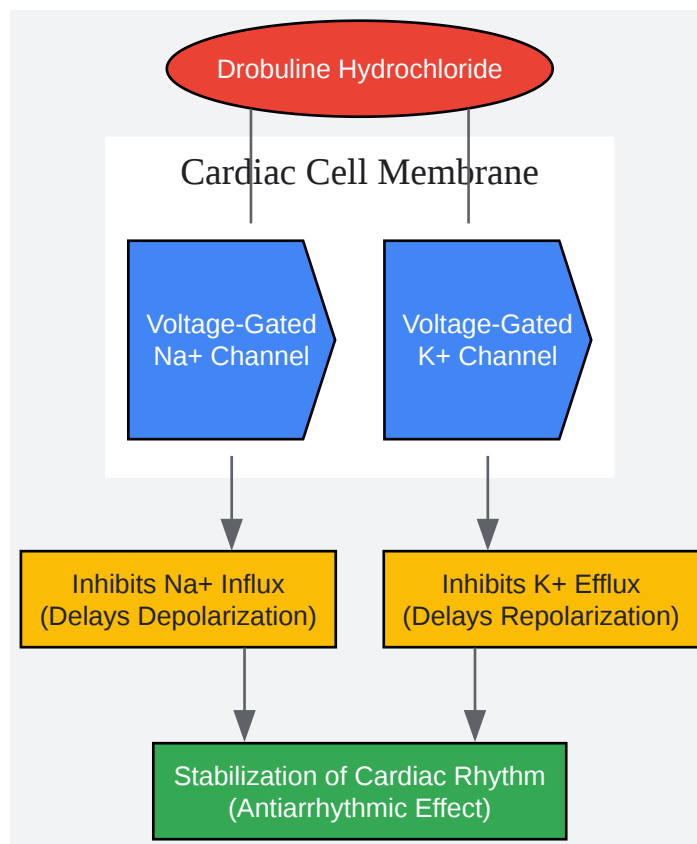 Drobuline Hydrochloride
Cardiac Cell Membrane
Voltage-Gated
Na+ Channel
Voltage-Gated
K+ Channel
Inhibits Na+ Influx
(Delays Depolarization)
Inhibits K+ Efflux
(Delays Repolarization)
Stabilization of Cardiac Rhythm
(Antiarrhythmic Effect)